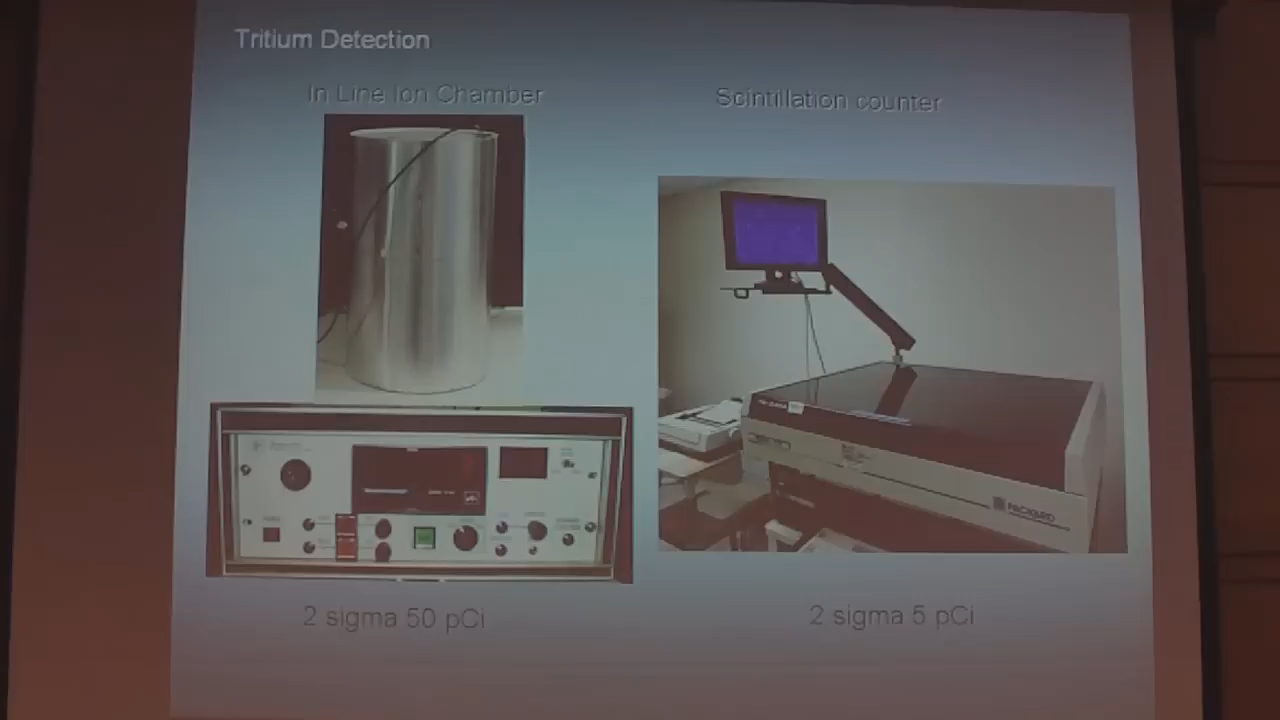 Tritium Detection
In Line Ion Chamber
Scintillation counter
PACKARD
2 sigma 50 pCi
2 sigma 5 pCi